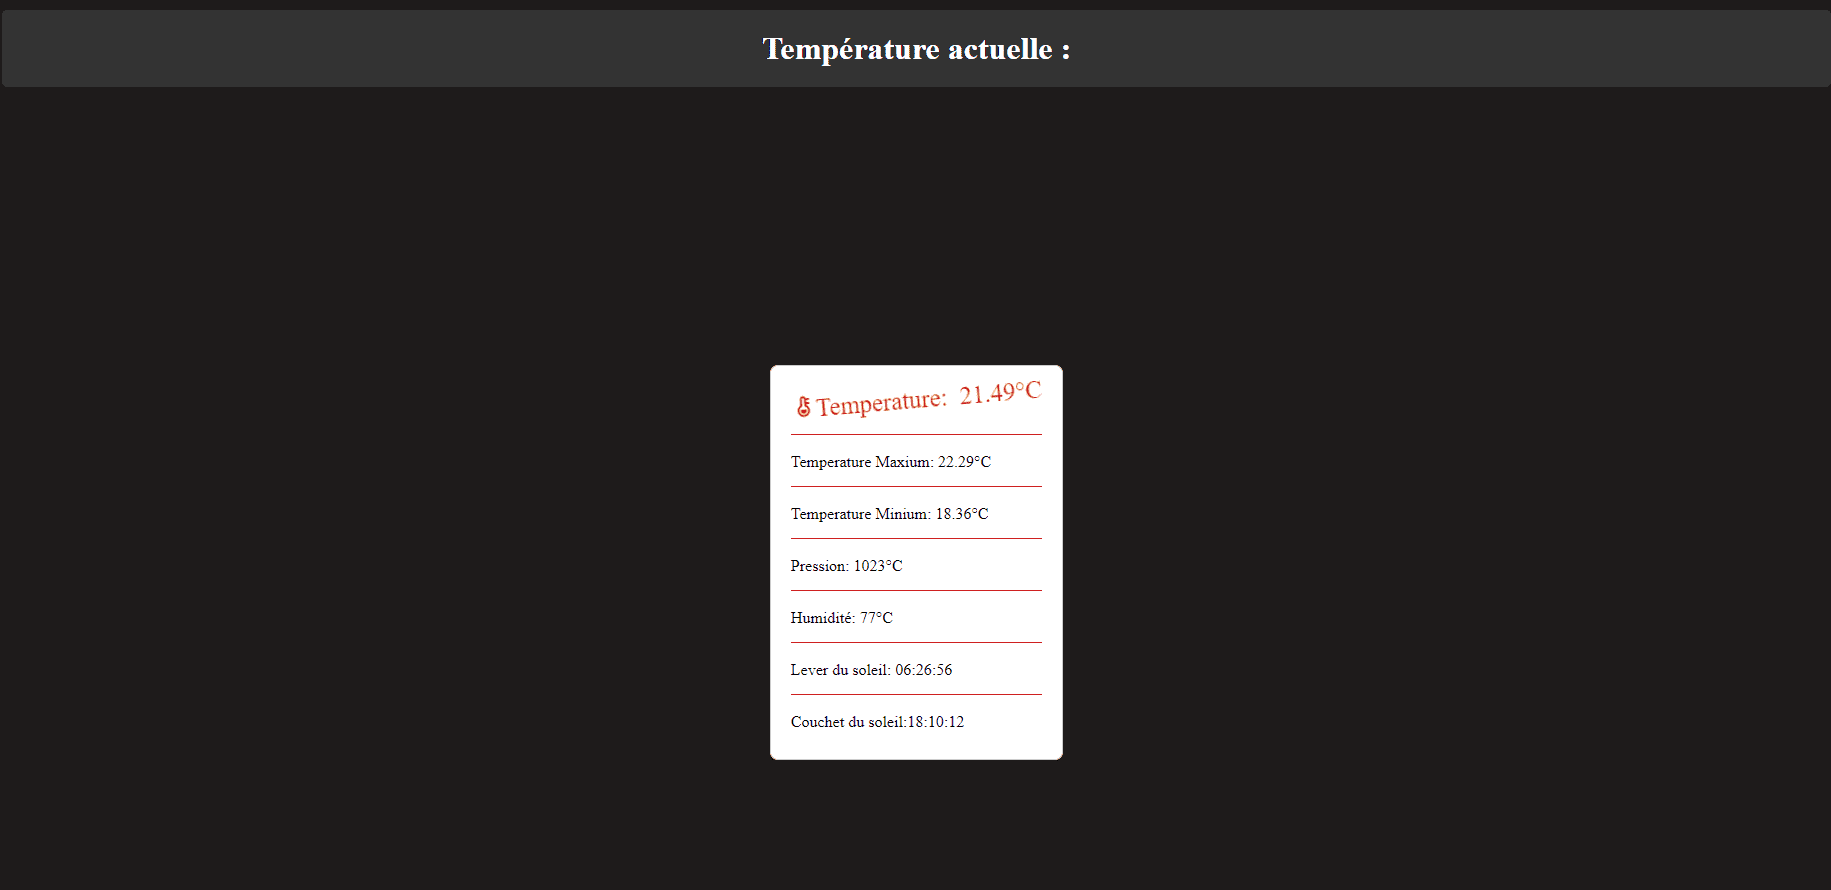 Température actuelle :
Temperature: 21.49°C
Temperature Maxium: 22.29°C
Temperature Minium: 18.36°C
Pression: 1023°C
Humidité: 77°C
Lever du soleil: 06:26:56
Couchet du soleil:18:10:12